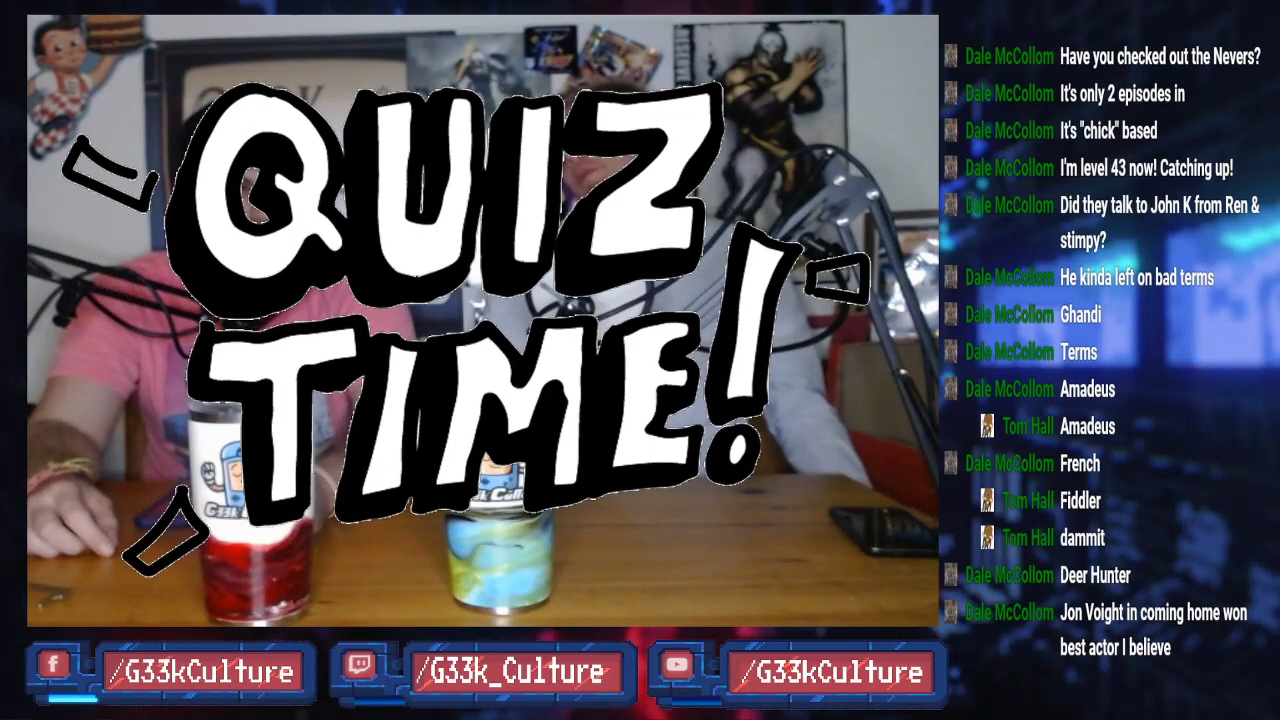 QUIZ
TIME!
G33k Cul
/G33kCulture
/G33k_Culture
/G33kCulture
Dale McCollom Have you checked out the Nevers?
Dale McCollom It's only 2 episodes in
Dale McCollom It's "chick" based
Dale McCollom I'm level 43 now! Catching up!
Dale McCollom Did they talk to John K from Ren &
stimpy?
Dale McCollom He kinda left on bad terms
Dale McCollom Ghandi
Dale McCollom Terms
Dale McCollom Amadeus
Tom Hall Amadeus
Dale McCollom French
Tom Hall Fiddler
Tom Hall dammit
Dale McCollom Deer Hunter
Dale McCollom Jon Voight in coming home won
best actor I believe